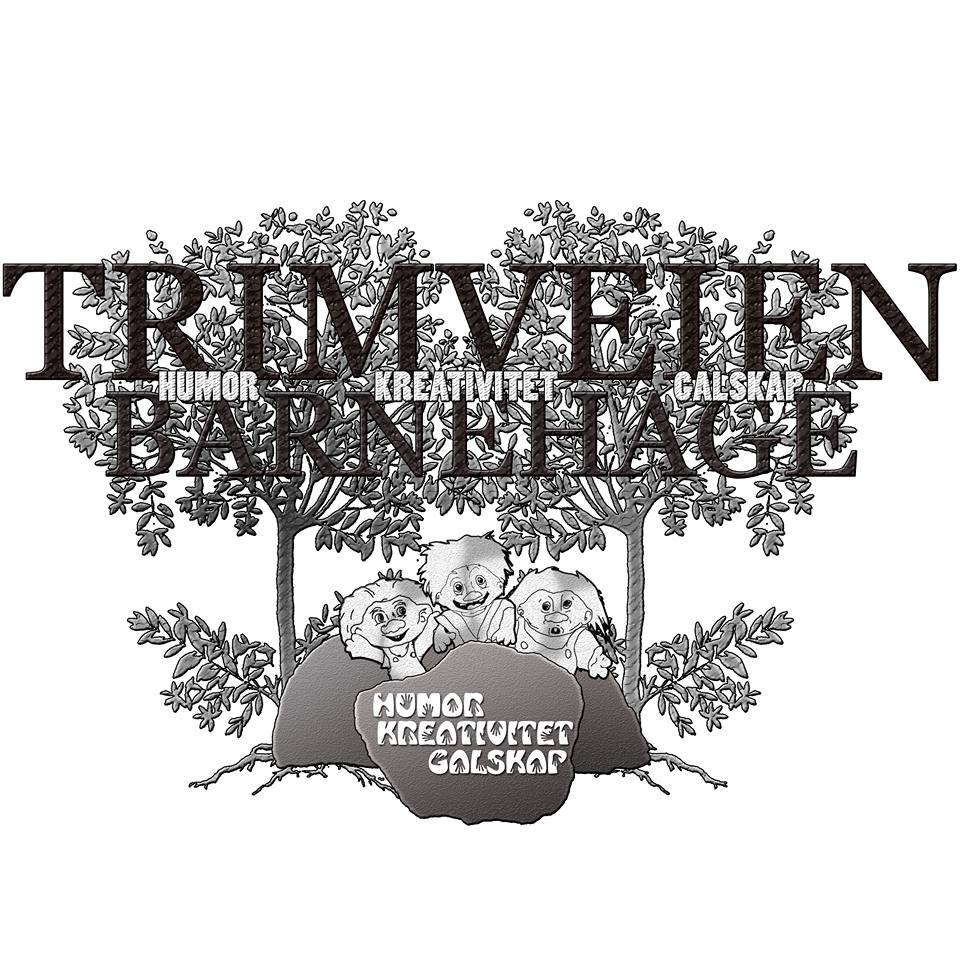 TRIMVEIEN
HUMOR KREATIVITET GALSKAP
BARNEHAGE
HUMOR
KREATIVITET
GALSKAP